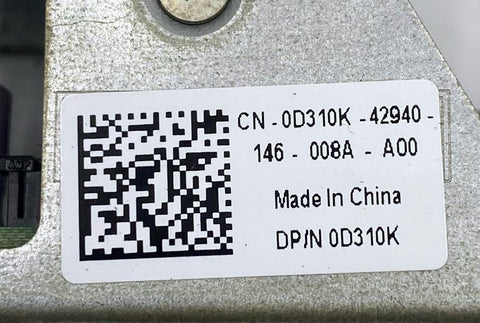 CN-0D310K-42940-
146-008A-A00
Made In China
DP/N 0D310K